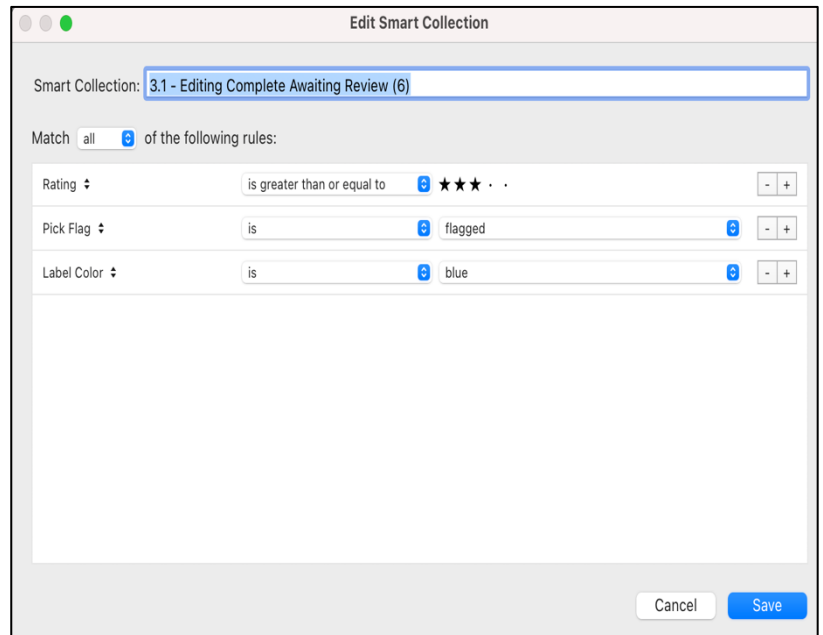 Edit Smart Collection
Smart Collection: 3.1 - Editing Complete Awaiting Review (6)
Match all of the following rules:
Rating is greater than or equal to ★★★ · · - +
Pick Flag is flagged - +
Label Color is blue - +
Cancel Save